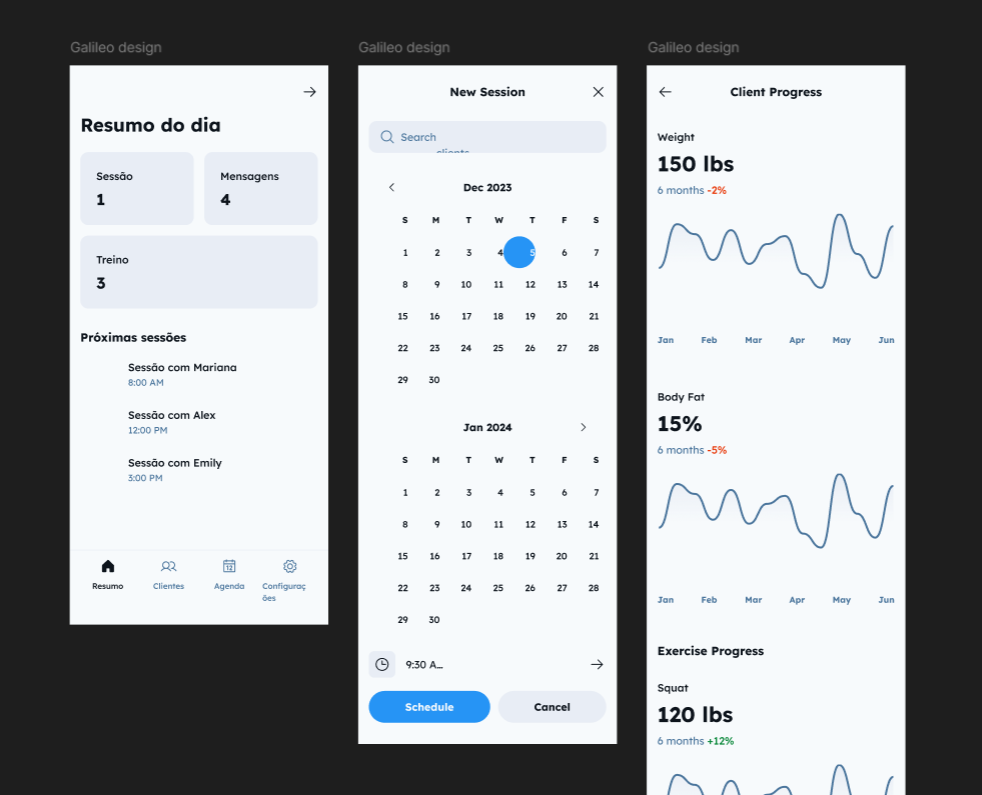 Galileo design
Resumo do dia
Sessão
1
Mensagens
4
Treino
3
Próximas sessões
Sessão com Mariana
8:00 AM
Sessão com Alex
12:00 PM
Sessão com Emily
3:00 PM
Resumo
Clientes
12
Agenda
Configuraç
ões
Galileo design
New Session
Search
clients
Dec 2023
S M T W T F S
1 2 3 4 5 6 7
8 9 10 11 12 13 14
15 16 17 18 19 20 21
22 23 24 25 26 27 28
29 30
Jan 2024
S M T W T F S
1 2 3 4 5 6 7
8 9 10 11 12 13 14
15 16 17 18 19 20 21
22 23 24 25 26 27 28
29 30
9:30 A...
Schedule
Cancel
Galileo design
Client Progress
Weight
150 lbs
6 months -2%
Jan Feb Mar Apr May Jun
Body Fat
15%
6 months -5%
Jan Feb Mar Apr May Jun
Exercise Progress
Squat
120 lbs
6 months +12%